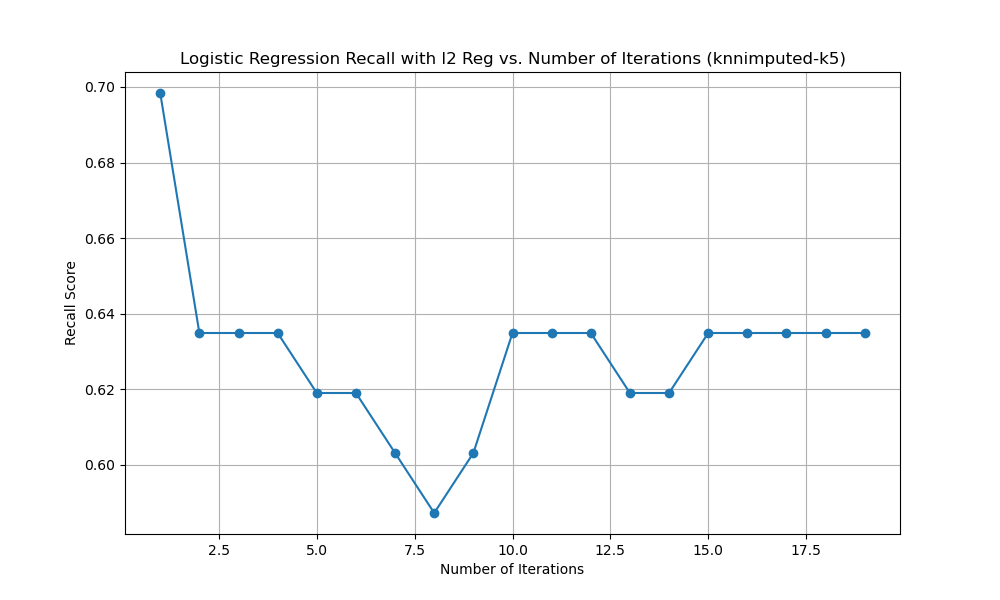 Logistic Regression Recall with l2 Reg vs. Number of Iterations (knnimputed-k5)
0.70
0.68
0.66
0.64
0.62
0.60
Recall Score
2.5 5.0 7.5 10.0 12.5 15.0 17.5
Number of Iterations